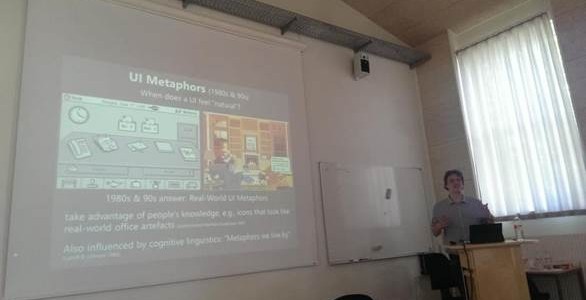 UI Metaphors (1980s & 90s)
When does a UI feel "natural"?
1980s & 90s answer: Real-World UI Metaphors
take advantage of people's knowledge, e.g., icons that look like
real-world office artefacts
Also influenced by cognitive linguistics: "Metaphors we live by"